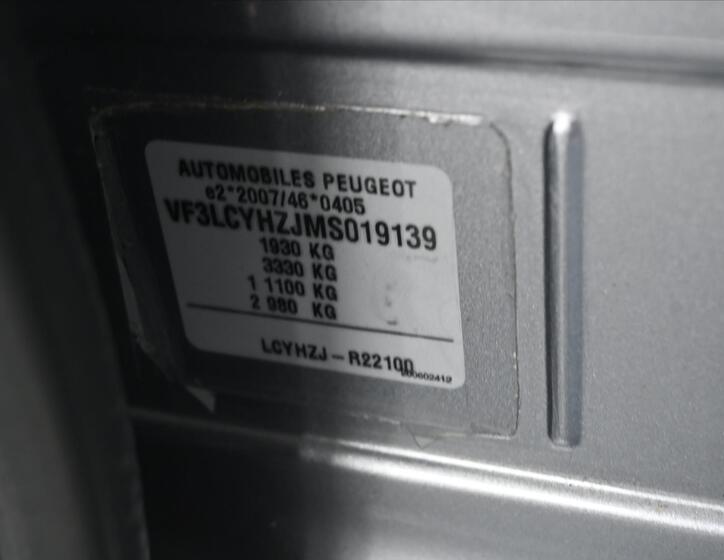 AUTOMOBILES PEUGEOT
e2*2007/46*0405
VF3LCYHZJMS019139
1930 KG
3330 KG
1 1100 KG
2 980 KG
LCYHZJ - R22100